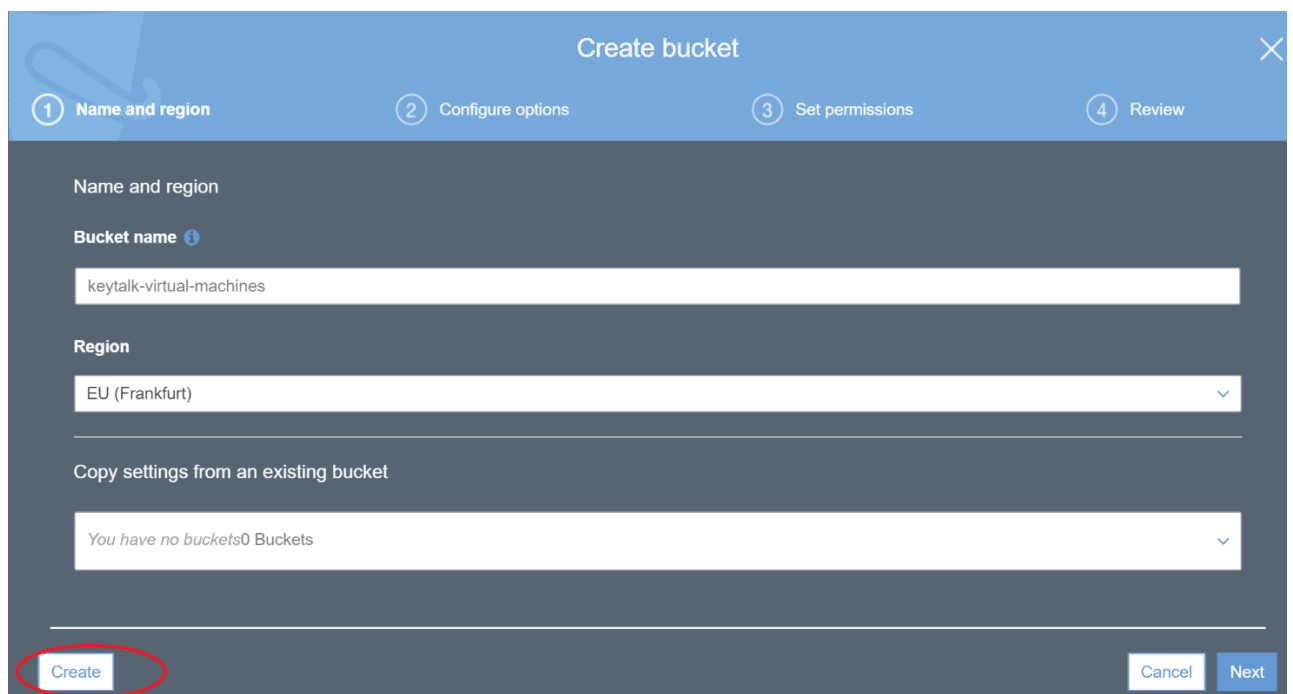 Create bucket
1 Name and region 2 Configure options 3 Set permissions 4 Review
Name and region
Bucket name
keytalk-virtual-machines
Region
EU (Frankfurt)
Copy settings from an existing bucket
You have no buckets0 Buckets
Create Cancel Next